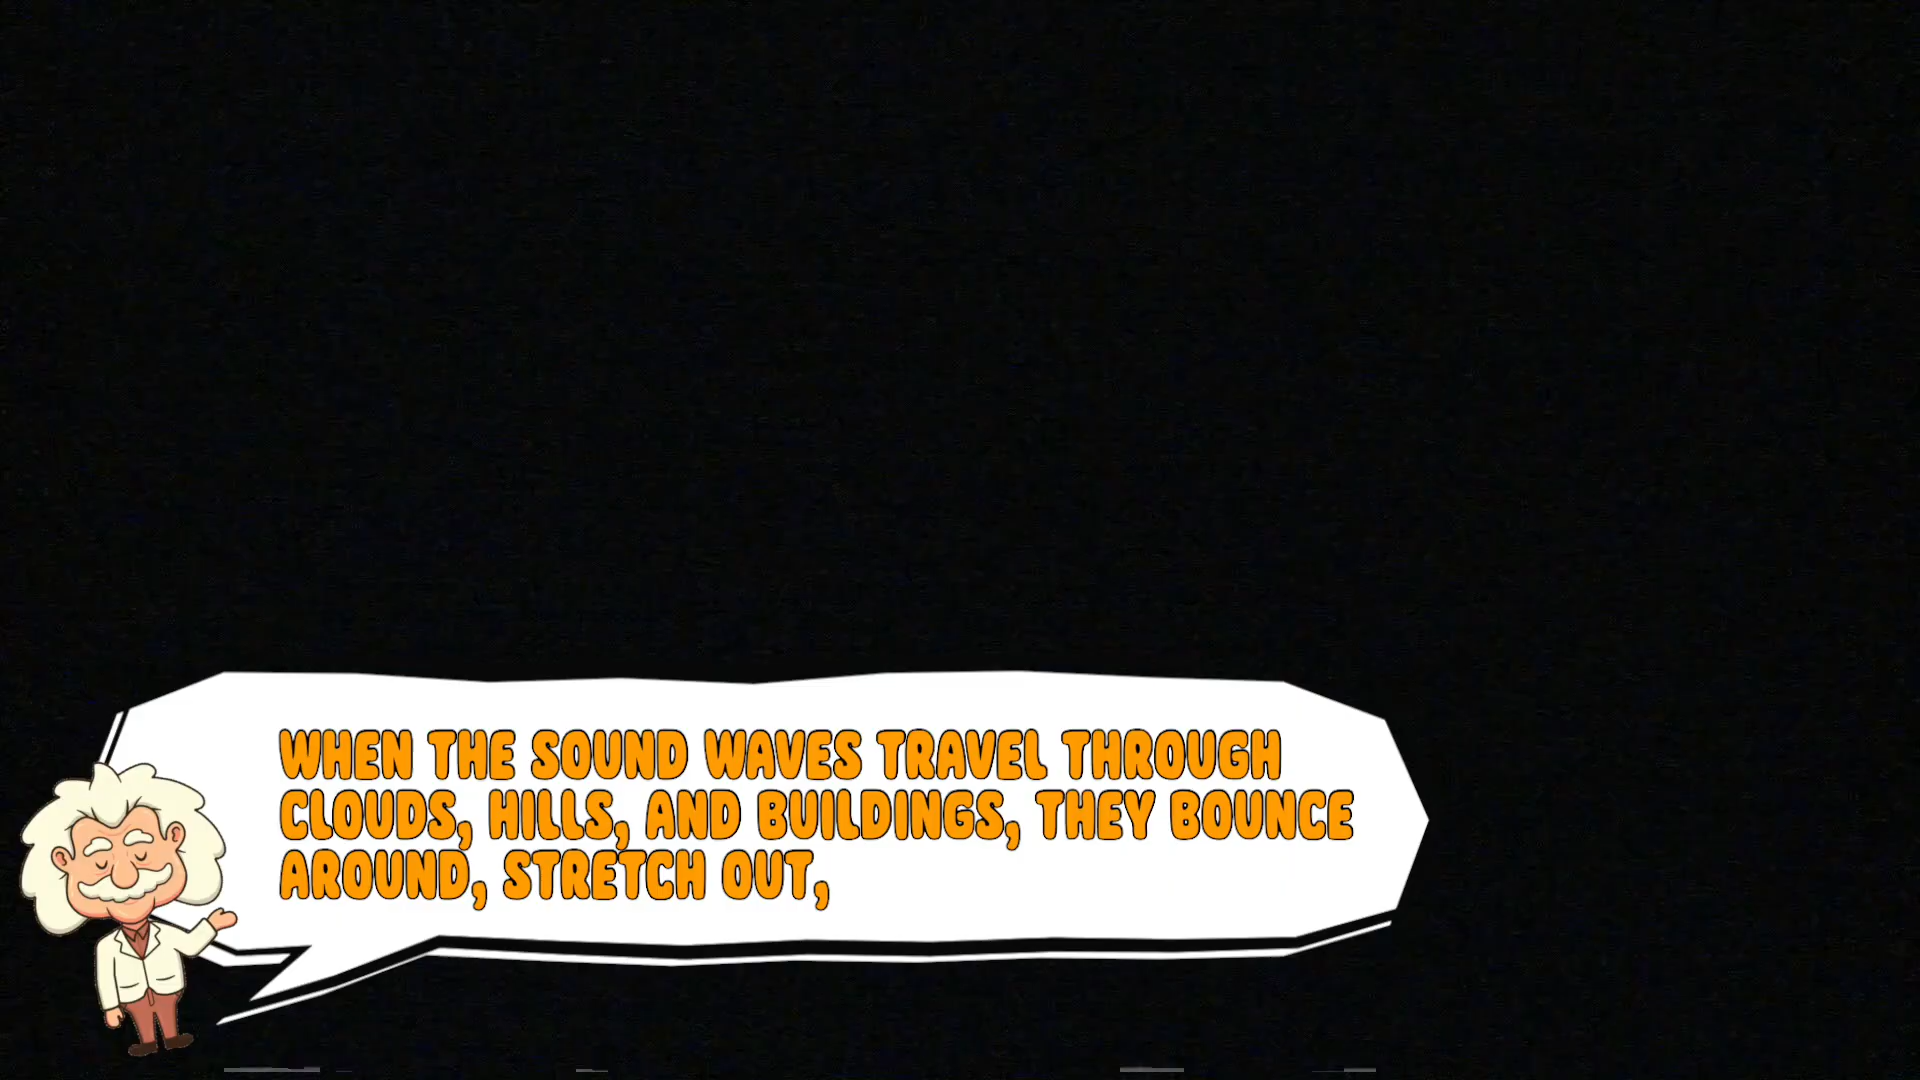 WHEN THE SOUND WAVES TRAVEL THROUGH
CLOUDS, HILLS, AND BUILDINGS, THEY BOUNCE
AROUND, STRETCH OUT,